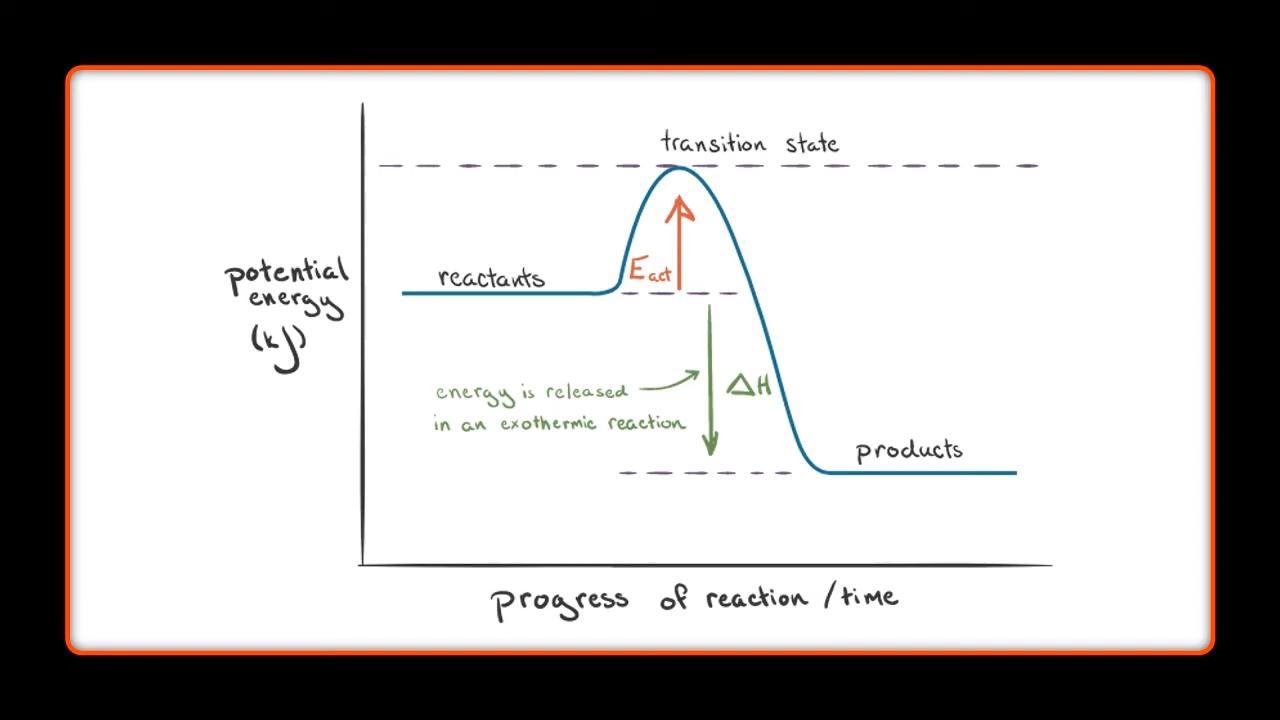 transition state
reactants
E act
potential
energy
(kJ)
energy is released
in an exothermic reaction
ΔH
products
progress of reaction / time